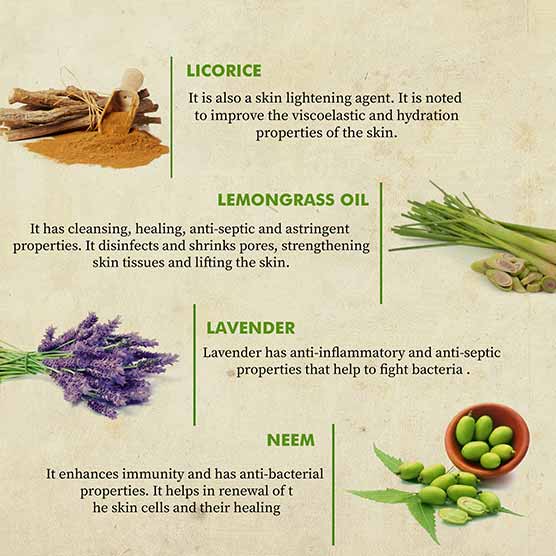 LICORICE
It is also a skin lightening agent. It is noted
to improve the viscoelastic and hydration
properties of the skin.
LEMONGRASS OIL
It has cleansing, healing, anti-septic and astringent
properties. It disinfects and shrinks pores, strengthening
skin tissues and lifting the skin.
LAVENDER
Lavender has anti-inflammatory and anti-septic
properties that help to fight bacteria .
NEEM
It enhances immunity and has anti-bacterial
properties. It helps in renewal of t
he skin cells and their healing